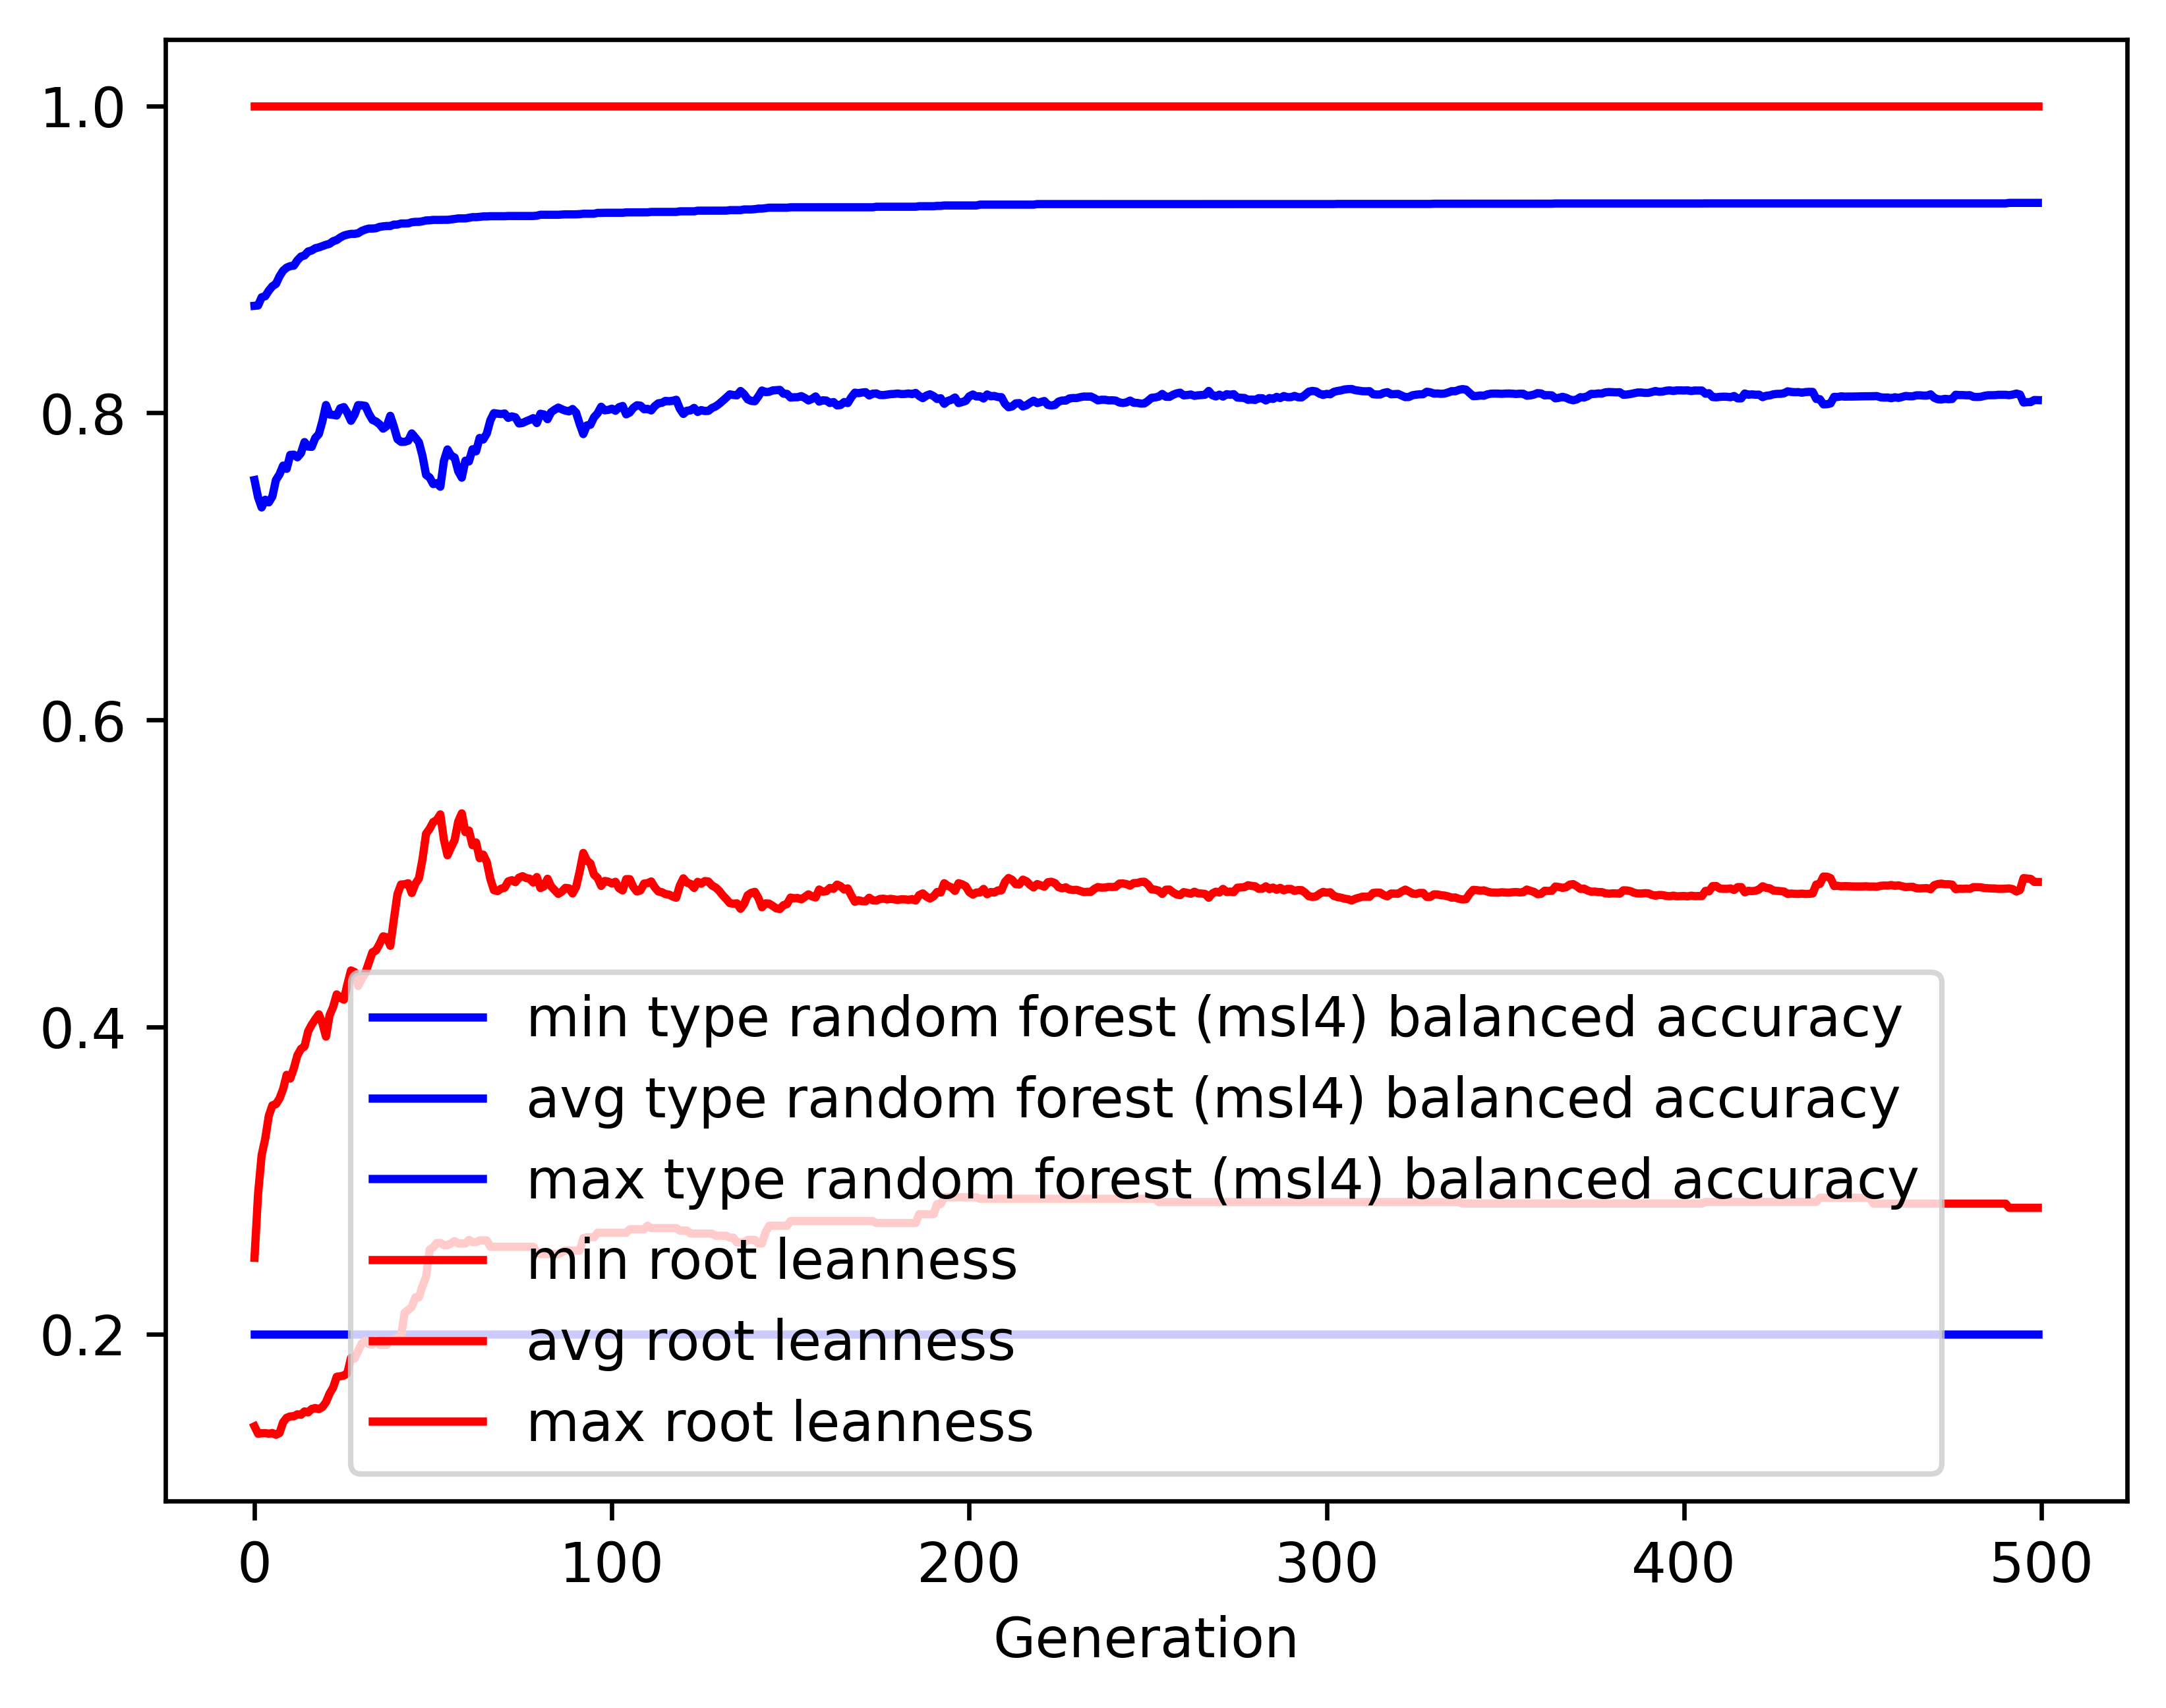 1.0
0.8
0.6
0.4
0.2
min type random forest (msl4) balanced accuracy
avg type random forest (msl4) balanced accuracy
max type random forest (msl4) balanced accuracy
min root leanness
avg root leanness
max root leanness
0 100 200 300 400 500
Generation